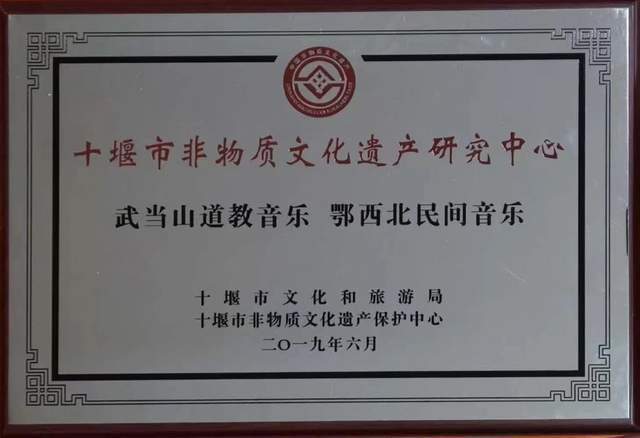 十堰市非物质文化遗产研究中心
武当山道教音乐 鄂西北民间音乐
十堰市文化和旅游局
十堰市非物质文化遗产保护中心
二〇一九年六月